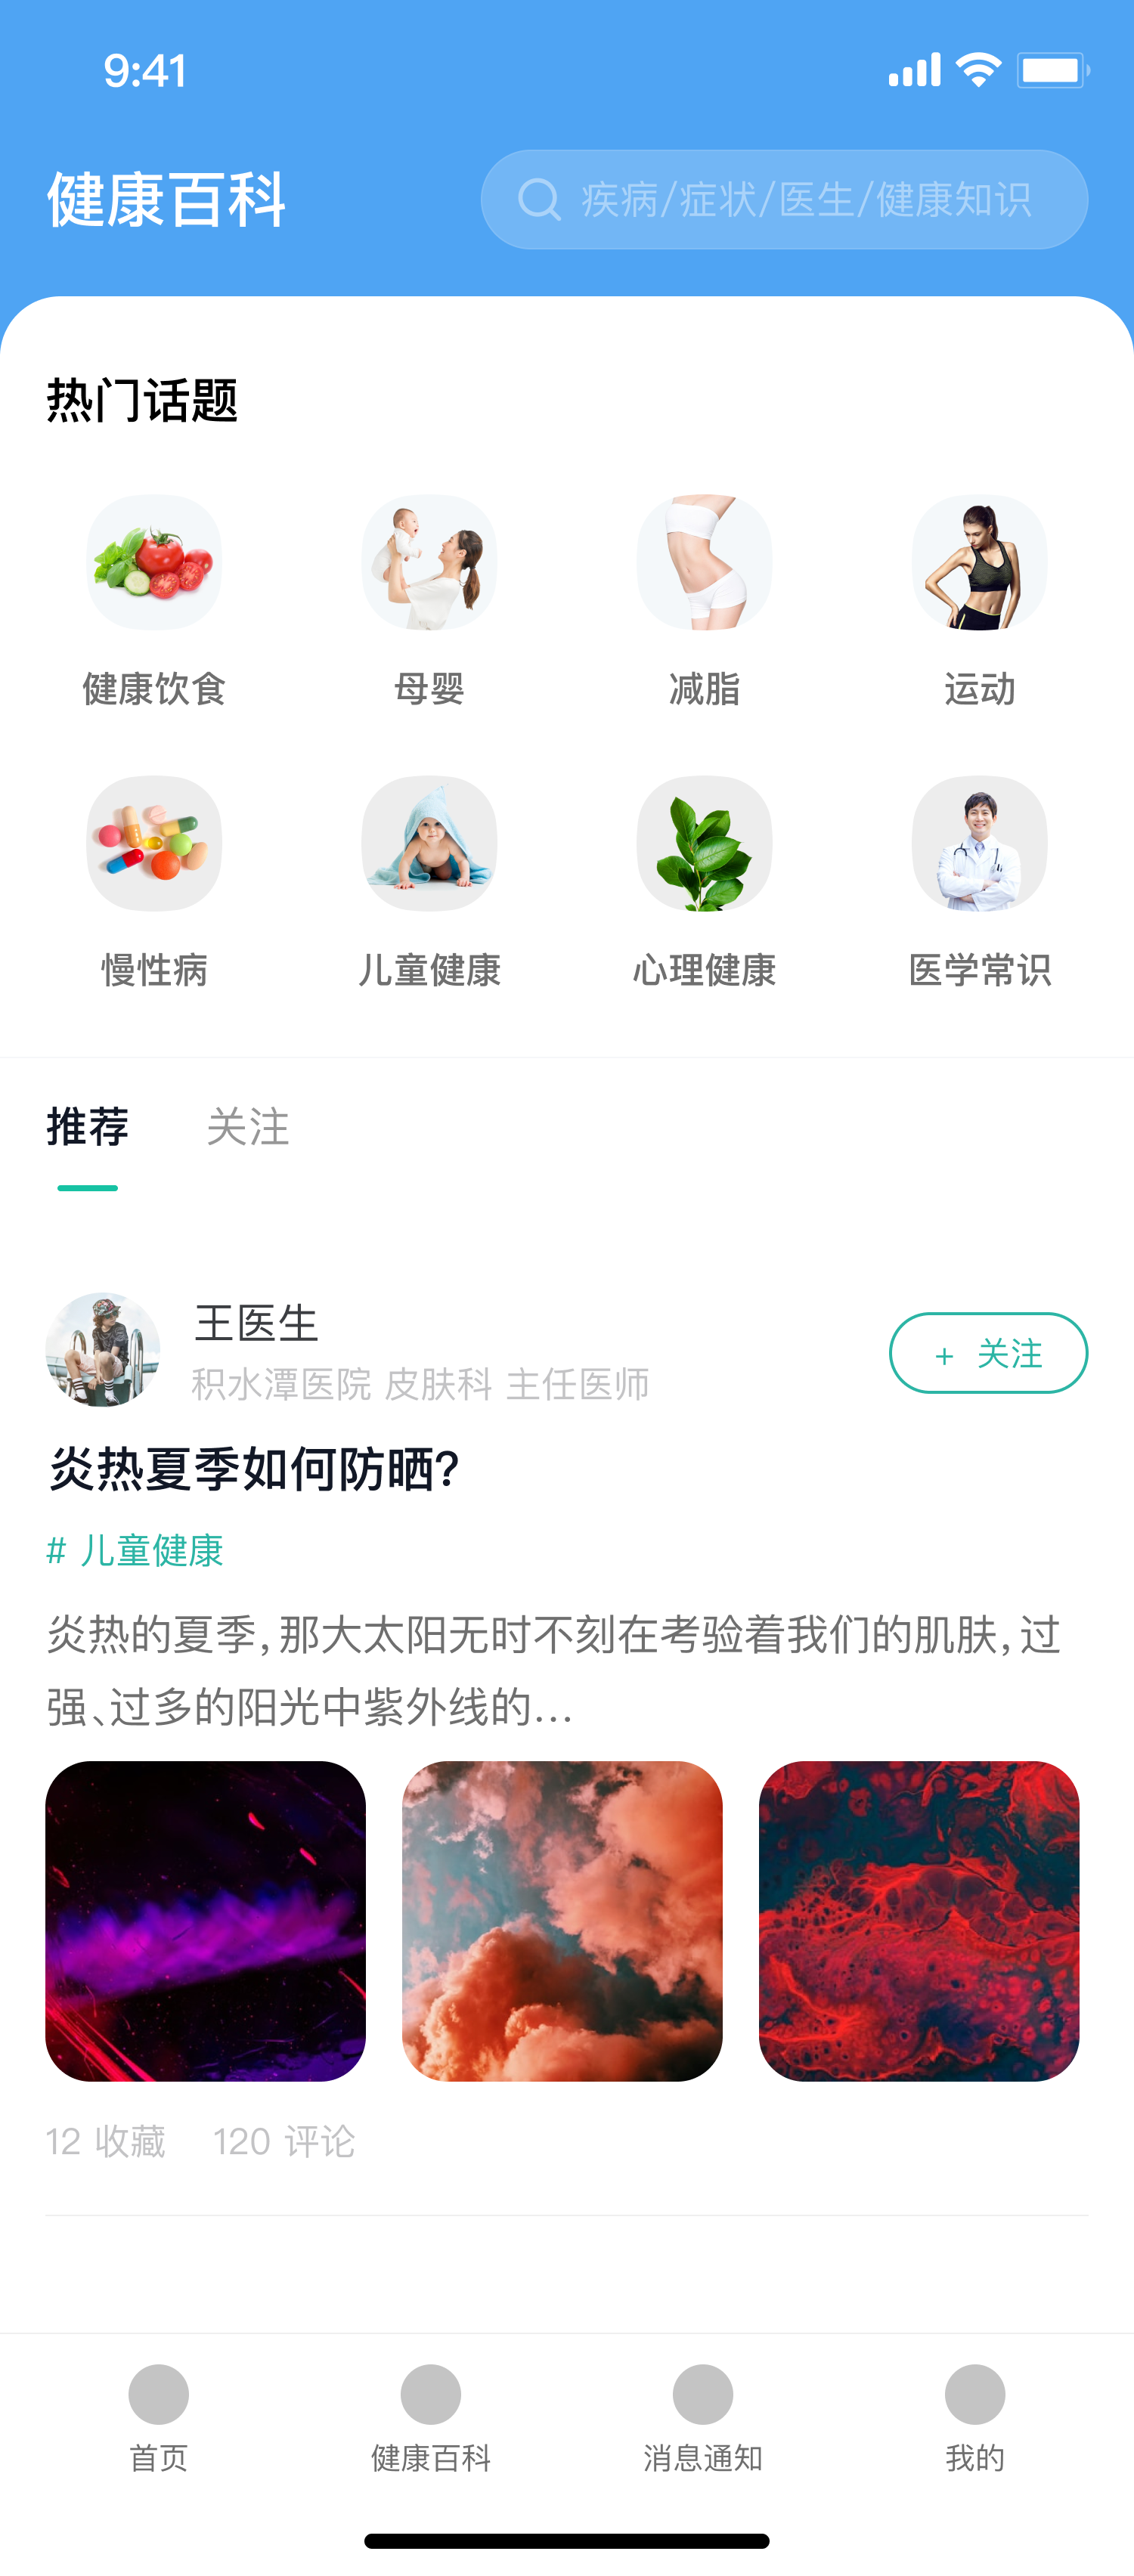 9:41
健康百科
疾病/症状/医生/健康知识
热门话题
健康饮食 母婴 减脂 运动
慢性病 儿童健康 心理健康 医学常识
推荐 关注
王医生
积水潭医院 皮肤科 主任医师
+ 关注
炎热夏季如何防晒?
# 儿童健康
炎热的夏季，那大太阳无时不刻在考验着我们的肌肤，过
强、过多的阳光中紫外线的...
12 收藏 120 评论
首页 健康百科 消息通知 我的